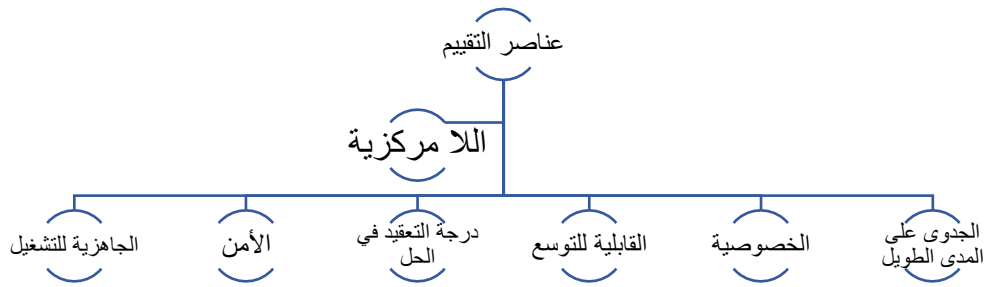 عناصر التقييم
اللا مركزية
الجدوى على
المدى الطويل
الخصوصية
القابلية للتوسع
درجة التعقيد في
الحل
الأمن
الجاهزية للتشغيل